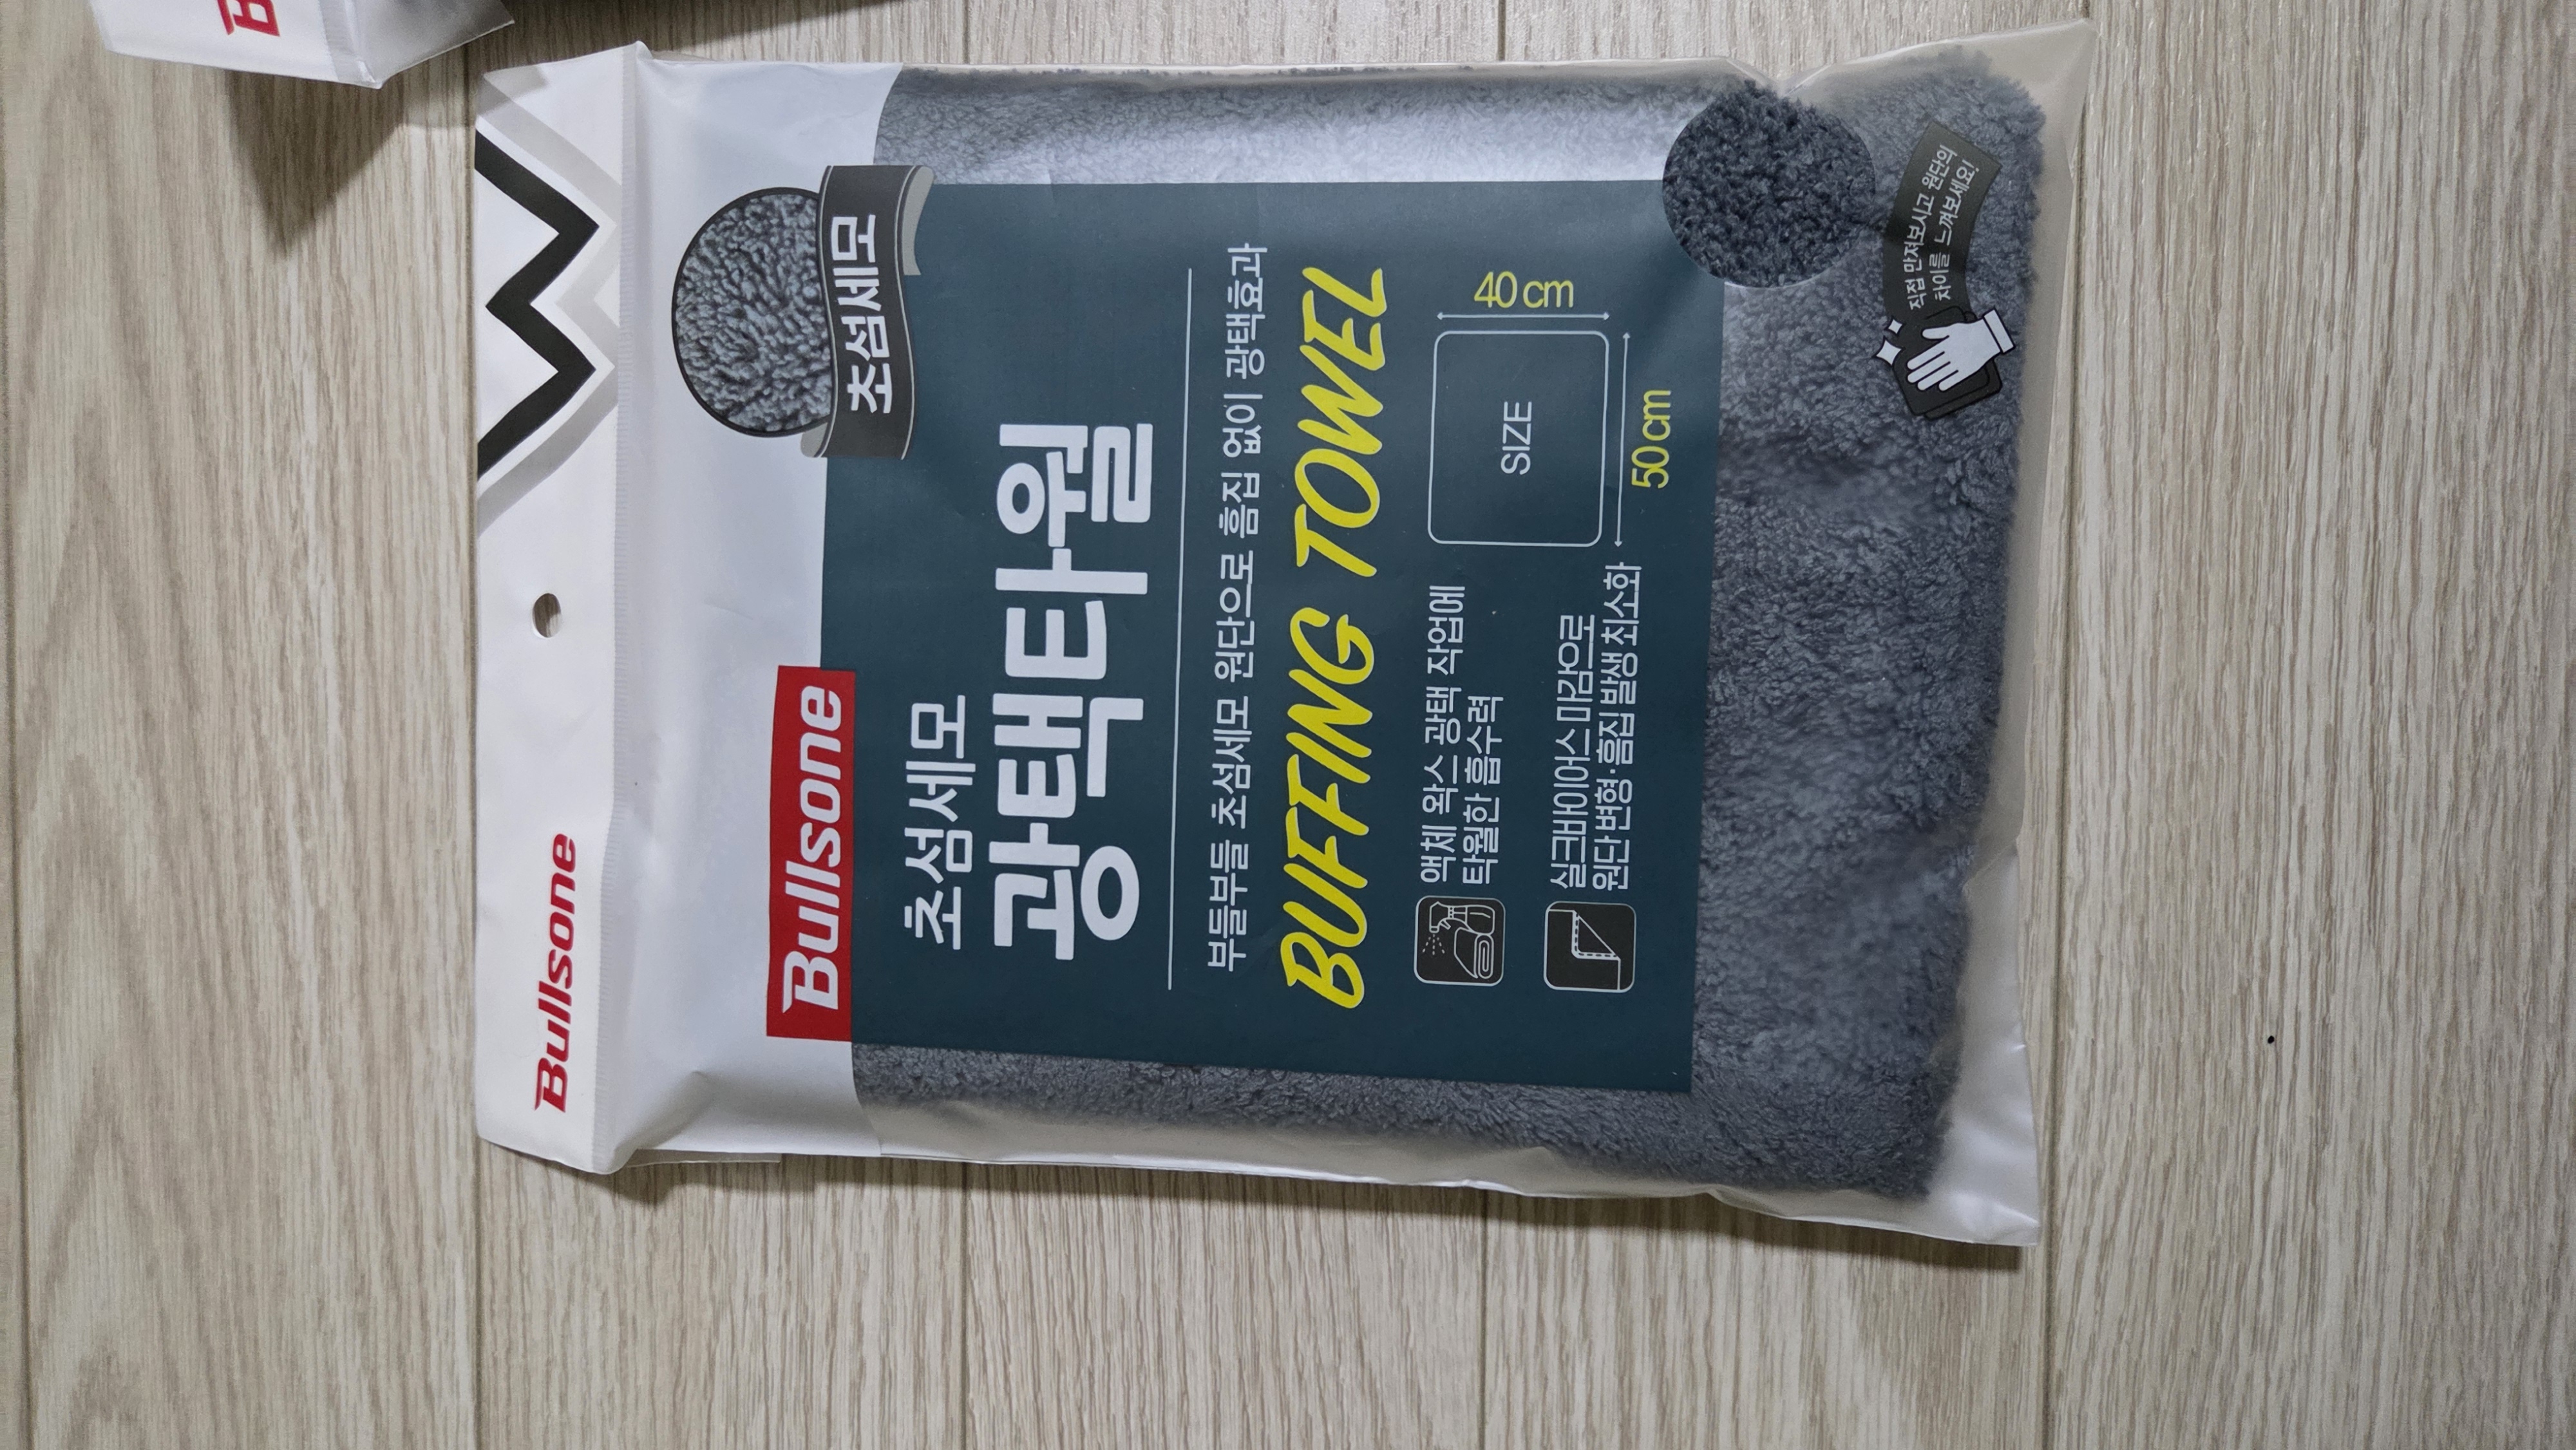 Bullsone
Bullsone
초섬세모
초섬세모
광택타월
부들부들 초섬세모 원단으로 흠집 없이 광택효과
BUFFING TOWEL
액체 왁스 광택 작업에
탁월한 흡수력
실크바이어스 마감으로
원단 변형·흠집 발생 최소화
SIZE
40cm
50cm
직접 만져보시고 원단의
차이를 느껴보세요!
B